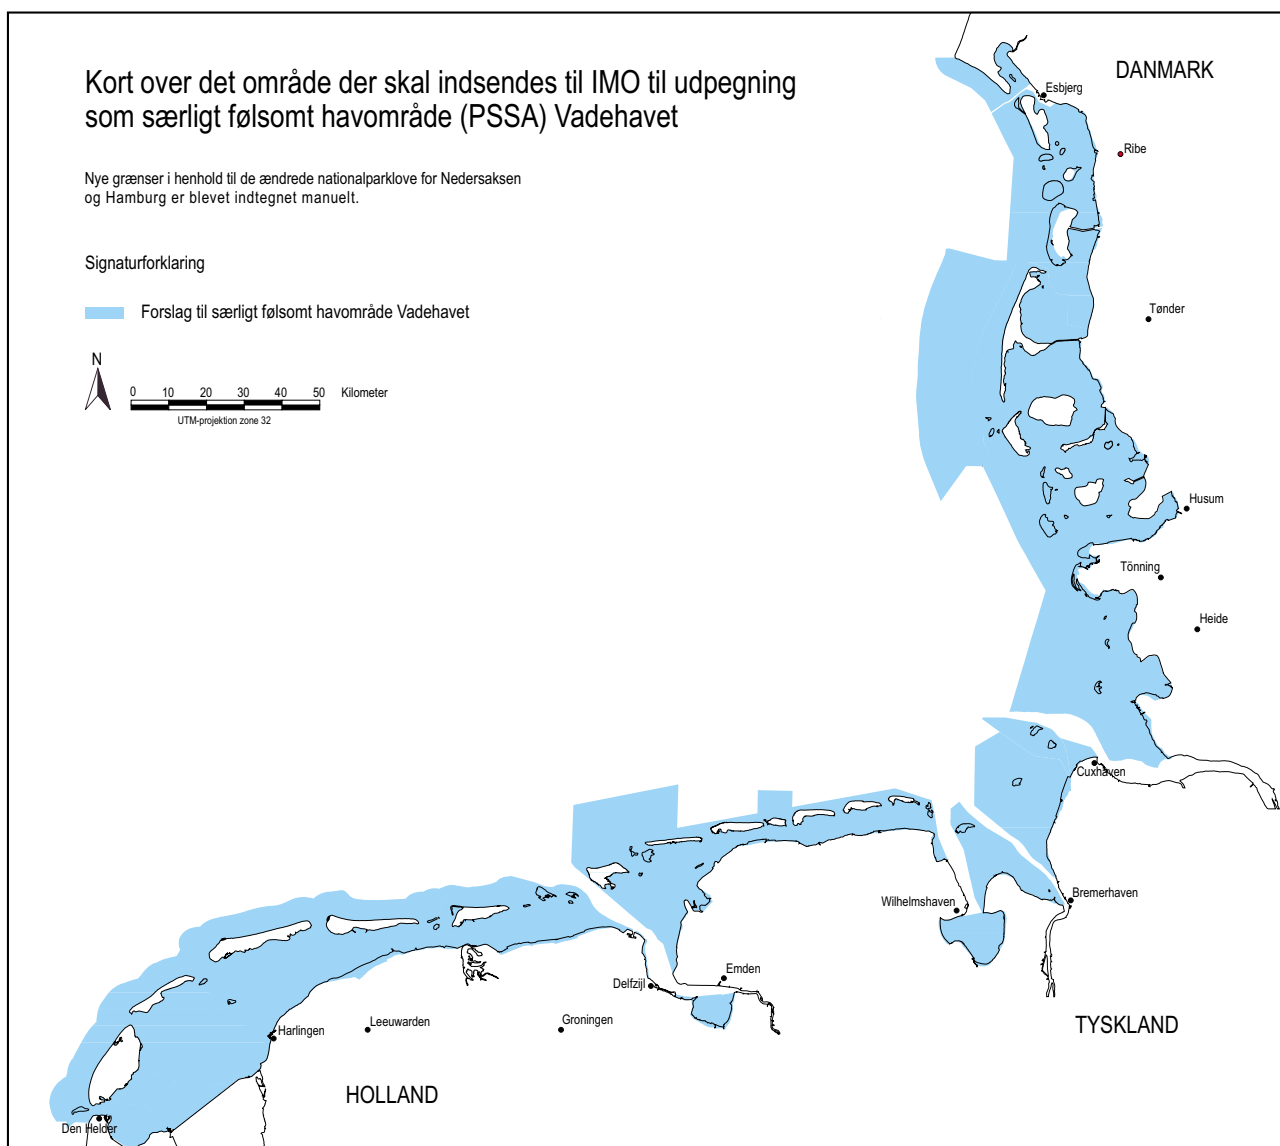 Kort over det område der skal indsendes til IMO til udpegning
som særligt følsomt havområde (PSSA) Vadehavet
Nye grænser i henhold til de ændrede nationalparklove for Nedersaksen
og Hamburg er blevet indtegnet manuelt.
Signaturforklaring
Forslag til særligt følsomt havområde Vadehavet
N
0 10 20 30 40 50 Kilometer
UTM-projektion zone 32
DANMARK
Esbjerg
Ribe
Tønder
Husum
Tönning
Heide
Cuxhaven
Bremerhaven
Wilhelmshaven
Emden
Delfzijl
Groningen
Leeuwarden
Harlingen
TYSKLAND
HOLLAND
Den Helder